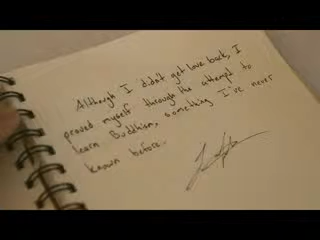 Although I didn't get love back, I
proved myself through the attempt to
learn Buddhism, something I've never
known before.